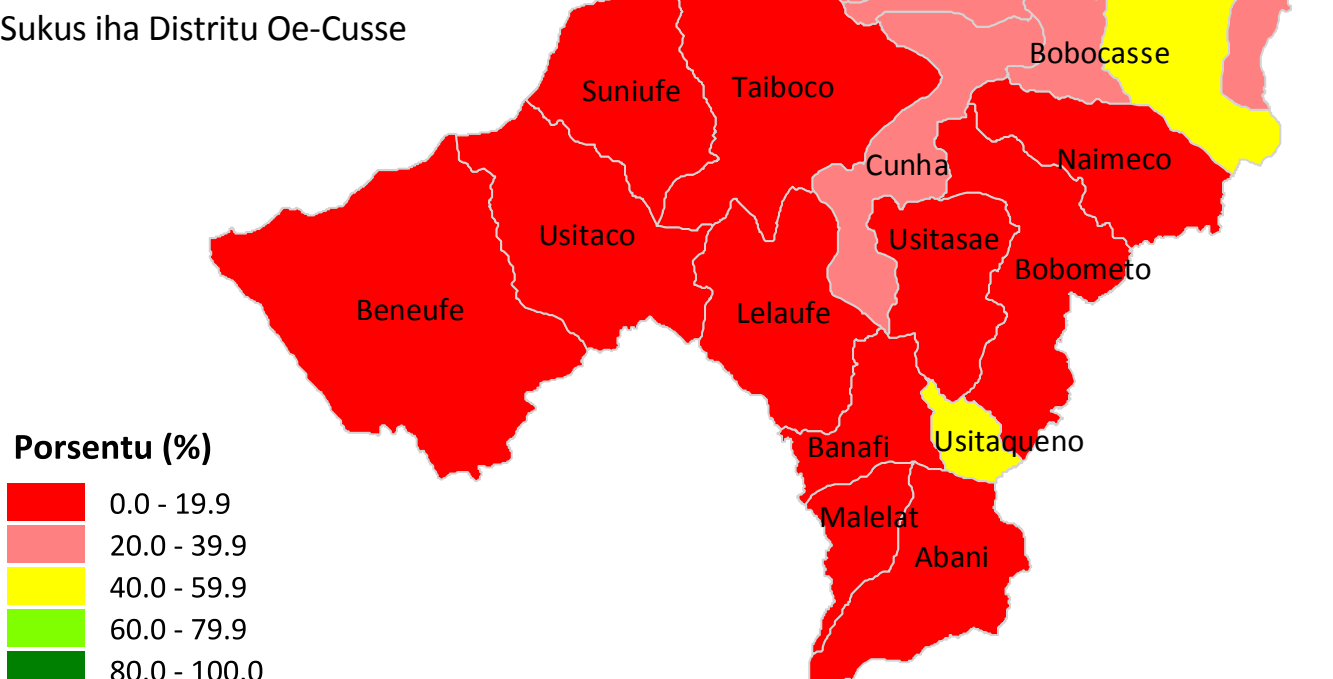 Sukus iha Distritu Oe-Cusse
Bobocasse
Suniufe
Taiboco
Cunha
Naimeco
Usitaco
Usitasae
Bobometo
Beneufe
Lelaufe
Usitaqueno
Banafi
Malelat
Abani
Porsentu (%)
0.0 - 19.9
20.0 - 39.9
40.0 - 59.9
60.0 - 79.9
80.0 - 100.0